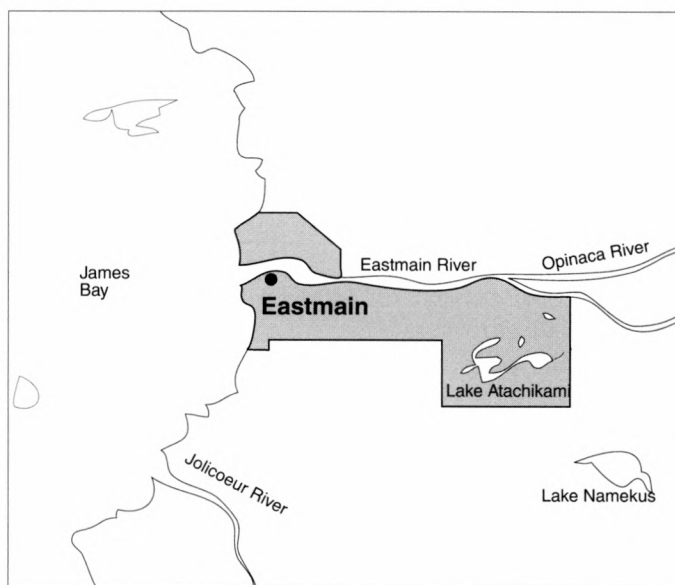 James
Bay
Eastmain River
Opinaca River
Eastmain
Lake Atachikami
Jolicoeur River
Lake Namekus